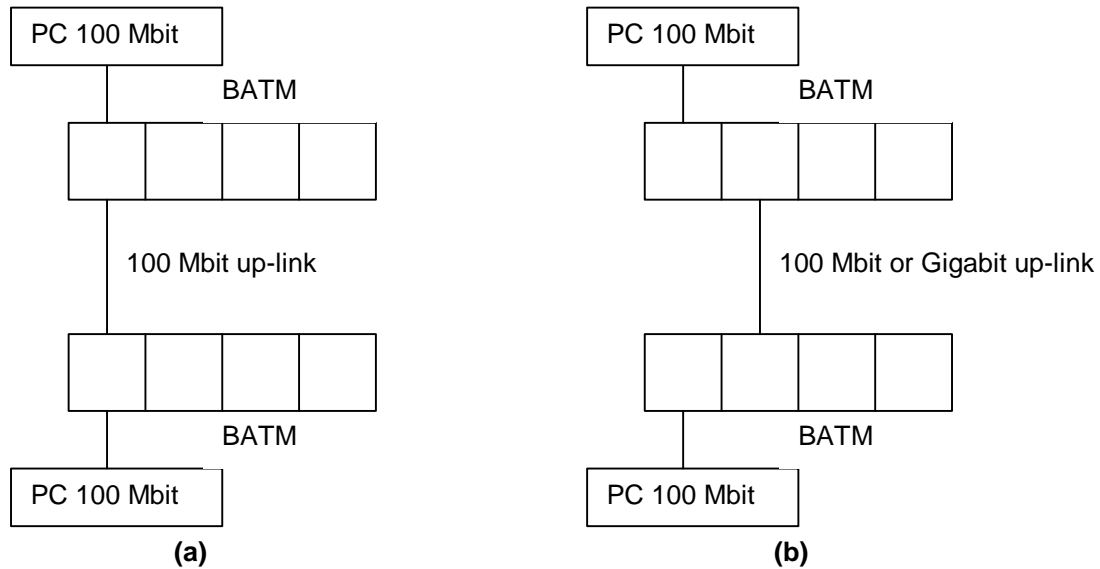 PC 100 Mbit
BATM
100 Mbit up-link
BATM
PC 100 Mbit
(a)
PC 100 Mbit
BATM
100 Mbit or Gigabit up-link
BATM
PC 100 Mbit
(b)